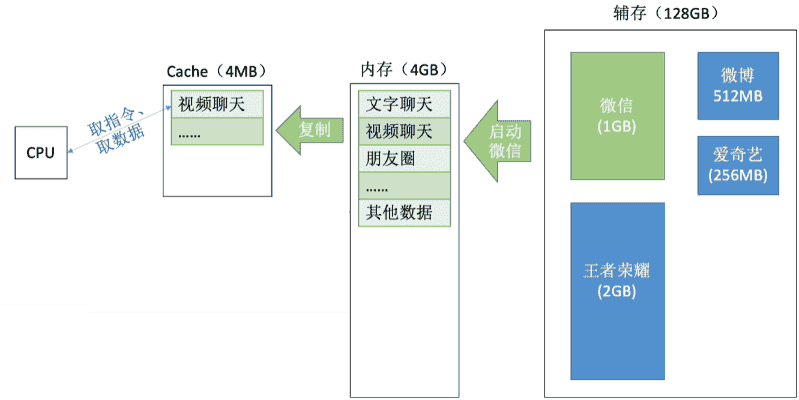 辅存（128GB）
Cache（4MB）
内存（4GB）
CPU
取指令、
取数据
视频聊天
……
复制
文字聊天
视频聊天
朋友圈
……
其他数据
启动
微信
微信
(1GB)
微博
512MB
爱奇艺
(256MB)
王者荣耀
(2GB)